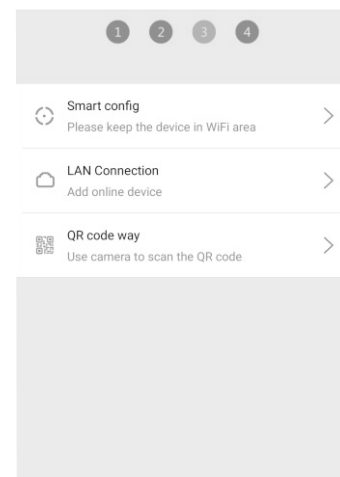 1 2 3 4
Smart config
Please keep the device in WiFi area
LAN Connection
Add online device
QR code way
Use camera to scan the QR code